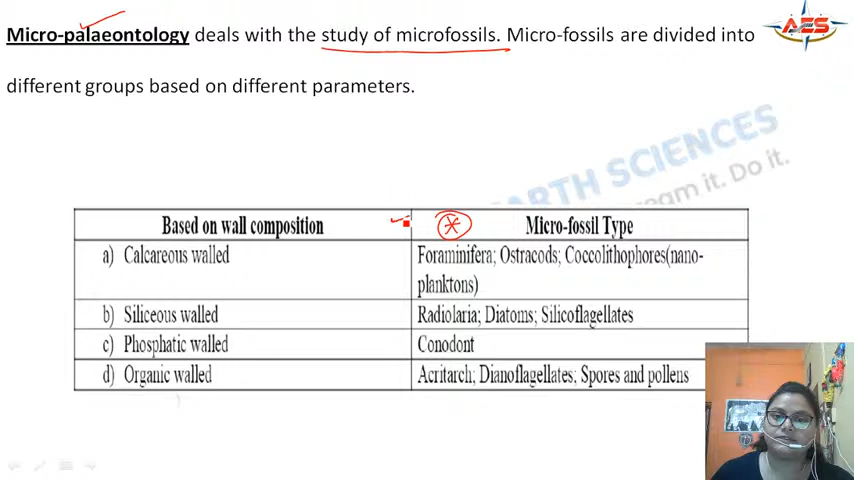 Micro-palaeontology deals with the study of microfossils. Micro-fossils are divided into
AES
different groups based on different parameters.
EARTH SCIENCES
Dream it. Do it.
Based on wall composition Micro-fossil Type
a) Calcareous walled Foraminifera; Ostracods; Coccolithophores(nano-
planktons)
b) Siliceous walled Radiolaria; Diatoms; Silicoflagellates
c) Phosphatic walled Conodont
d) Organic walled Acritarch; Dianoflagellates; Spores and pollens